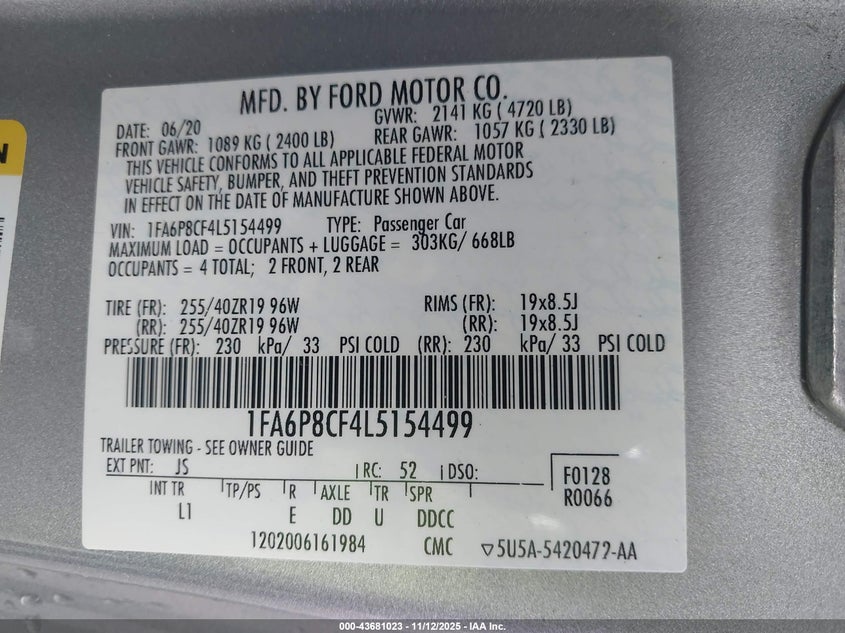 MFD. BY FORD MOTOR CO.
DATE: 06/20 GVWR: 2141 KG ( 4720 LB)
FRONT GAWR: 1089 KG ( 2400 LB) REAR GAWR: 1057 KG ( 2330 LB)
THIS VEHICLE CONFORMS TO ALL APPLICABLE FEDERAL MOTOR
VEHICLE SAFETY, BUMPER, AND THEFT PREVENTION STANDARDS
IN EFFECT ON THE DATE OF MANUFACTURE SHOWN ABOVE.
VIN: 1FA6P8CF4L5154499 TYPE: Passenger Car
MAXIMUM LOAD = OCCUPANTS + LUGGAGE = 303KG/ 668LB
OCCUPANTS = 4 TOTAL; 2 FRONT, 2 REAR
TIRE (FR): 255/40ZR19 96W RIMS (FR): 19x8.5J
(RR): 255/40ZR19 96W (RR): 19x8.5J
PRESSURE (FR): 230 kPa/ 33 PSI COLD (RR): 230 kPa/ 33 PSI COLD
1FA6P8CF4L5154499
TRAILER TOWING - SEE OWNER GUIDE
EXT PNT: JS RC: 52 DSO: F0128
R0066
INT TR TP/PS R AXLE TR SPR
L1 E DD U DDCC
1202006161984 CMC 5U5A-5420472-AA
000-43681023 - 11/12/2025 - IAA Inc.